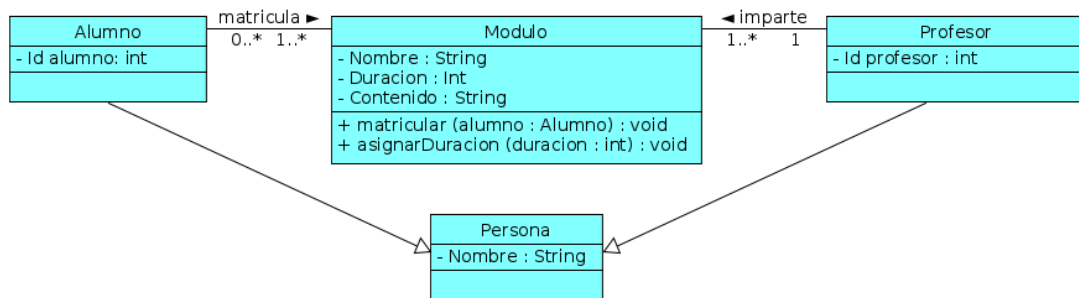 Alumno
- Id alumno: int
matricula ►
0..* 1..*
Modulo
- Nombre : String
- Duracion : Int
- Contenido : String
+ matricular (alumno : Alumno) : void
+ asignarDuracion (duracion : int) : void
◄ imparte
1..* 1
Profesor
- Id profesor : int
Persona
- Nombre : String